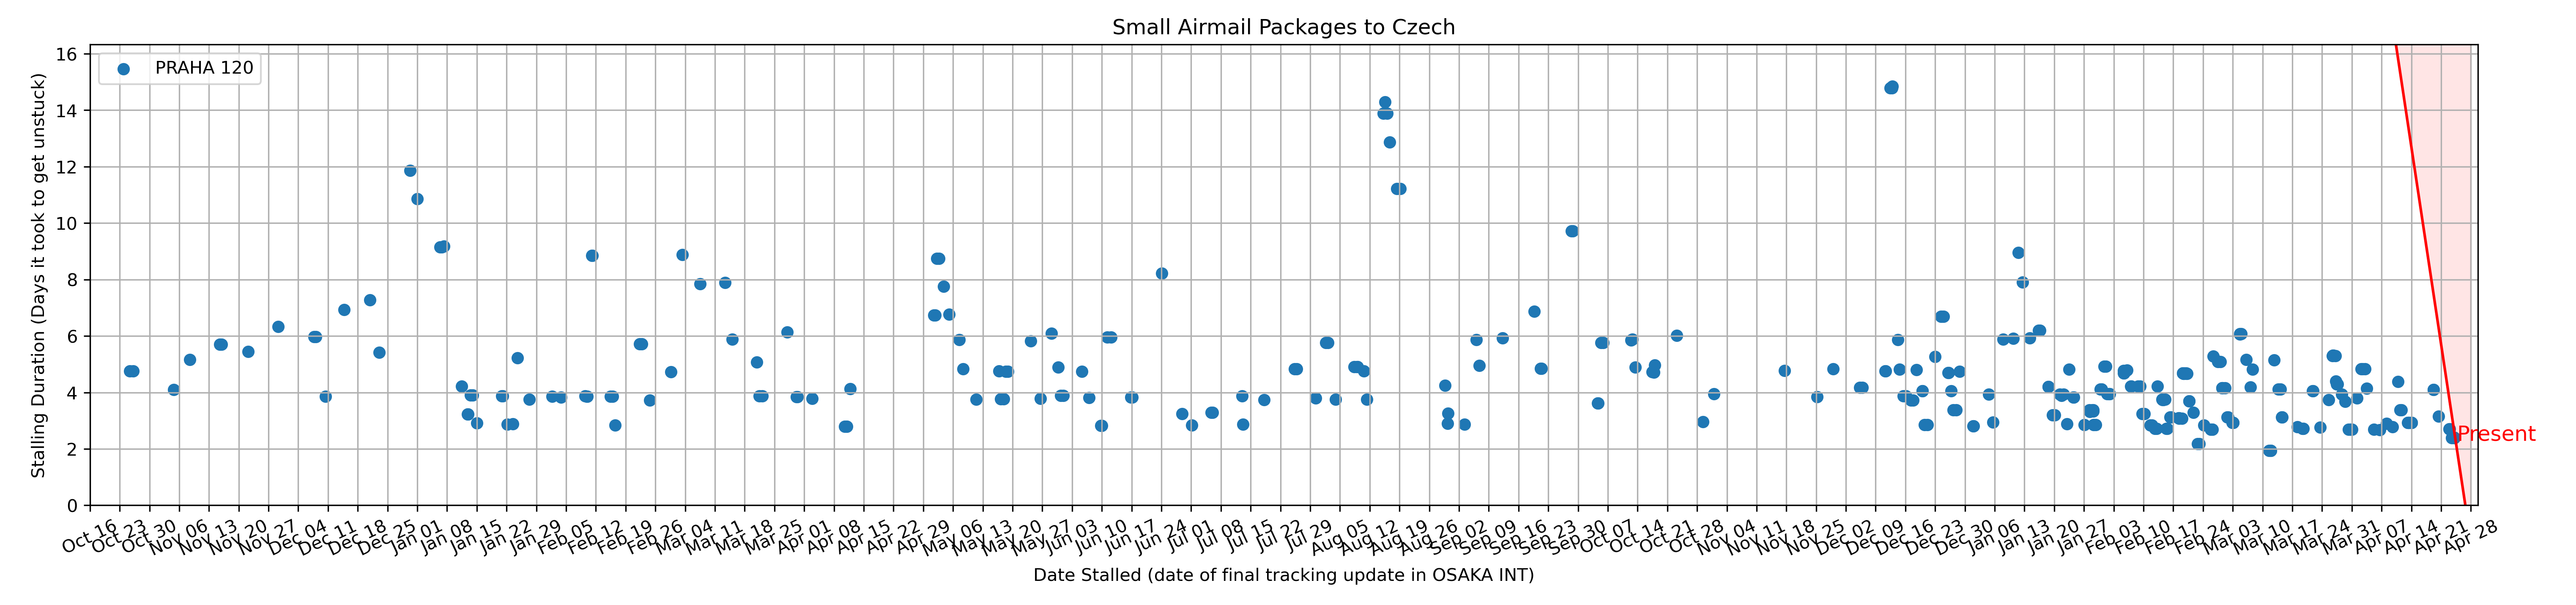 Small Airmail Packages to Czech
PRAHA 120
Stalling Duration (Days it took to get unstuck)
16
14
12
10
8
6
4
2
0
Present
Oct 16 Oct 23 Oct 30 Nov 06 Nov 13 Nov 20 Nov 27 Dec 04 Dec 11 Dec 18 Dec 25 Jan 01 Jan 08 Jan 15 Jan 22 Jan 29 Feb 05 Feb 12 Feb 19 Feb 26 Mar 04 Mar 11 Mar 18 Mar 25 Apr 01 Apr 08 Apr 15 Apr 22 Apr 29 May 06 May 13 May 20 May 27 Jun 03 Jun 10 Jun 17 Jun 24 Jul 01 Jul 08 Jul 15 Jul 22 Jul 29 Aug 05 Aug 12 Aug 19 Aug 26 Sep 02 Sep 09 Sep 16 Sep 23 Sep 30 Oct 07 Oct 14 Oct 21 Oct 28 Nov 04 Nov 11 Nov 18 Nov 25 Dec 02 Dec 09 Dec 16 Dec 23 Dec 30 Jan 06 Jan 13 Jan 20 Jan 27 Feb 03 Feb 10 Feb 17 Feb 24 Mar 03 Mar 10 Mar 17 Mar 24 Mar 31 Apr 07 Apr 14 Apr 21 Apr 28
Date Stalled (date of final tracking update in OSAKA INT)